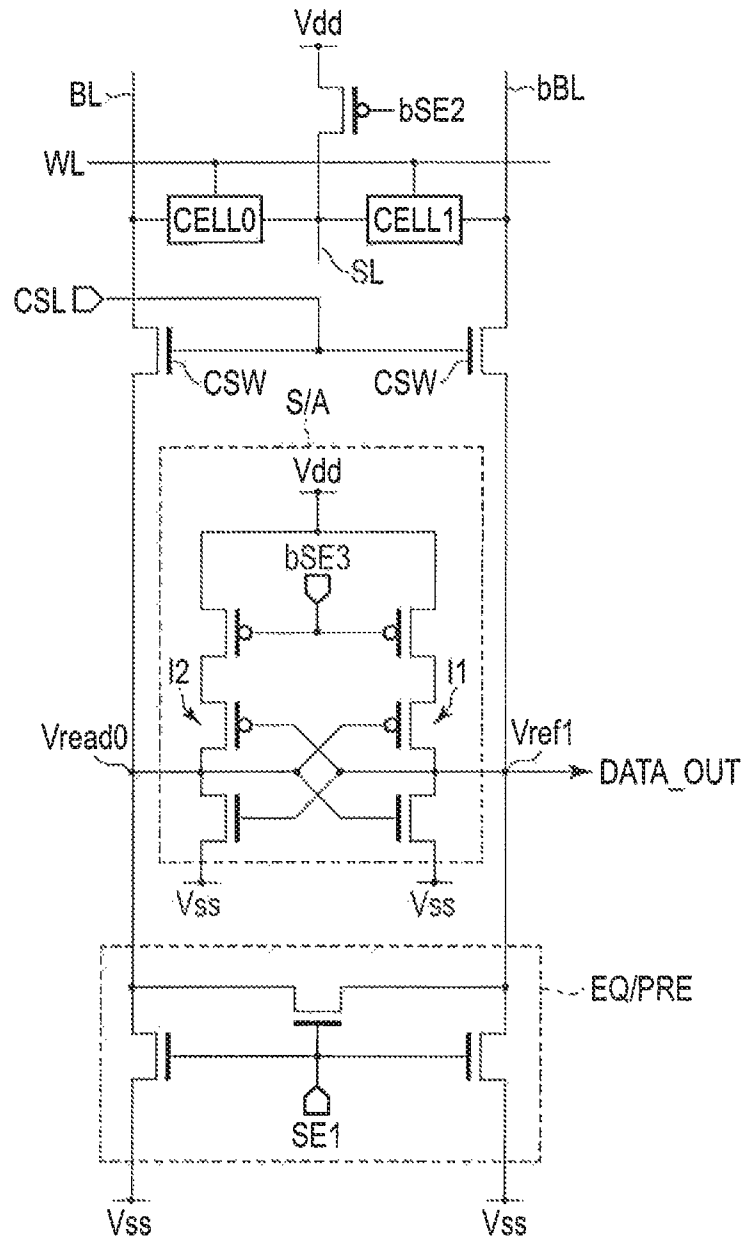 Vdd
BL
bBL
bSE2
WL
CELL0
CELL1
SL
CSL
CSW
CSW
S/A
Vdd
bSE3
I2
I1
Vread0
Vref1
DATA_OUT
Vss
Vss
EQ/PRE
SE1
Vss
Vss